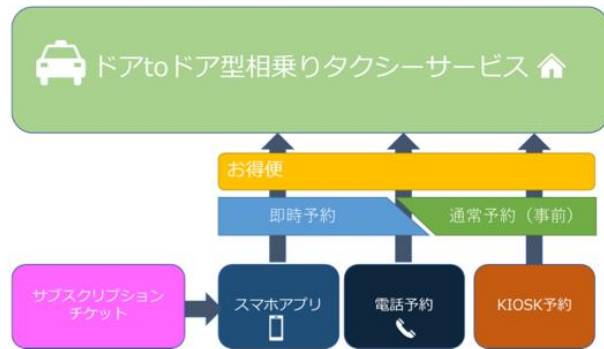 ドアtoドア型相乗りタクシーサービス
お得便
即時予約
通常予約（事前）
サブスクリプション
チケット
スマホアプリ
電話予約
KIOSK予約